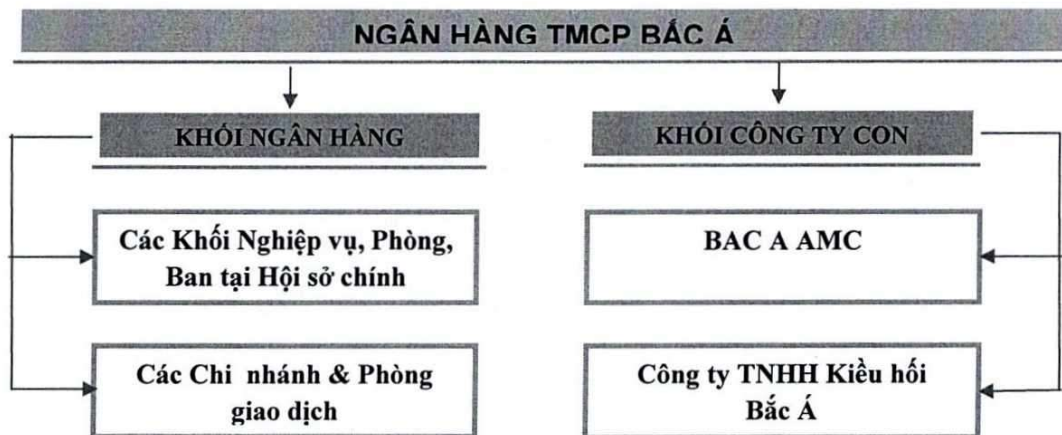 NGÂN HÀNG TMCP BẮC Á
KHỐI NGÂN HÀNG
KHỐI CÔNG TY CON
Các Khối Nghiệp vụ, Phòng,
Ban tại Hội sở chính
BAC A AMC
Các Chi nhánh & Phòng
giao dịch
Công ty TNHH Kiều hối
Bắc Á